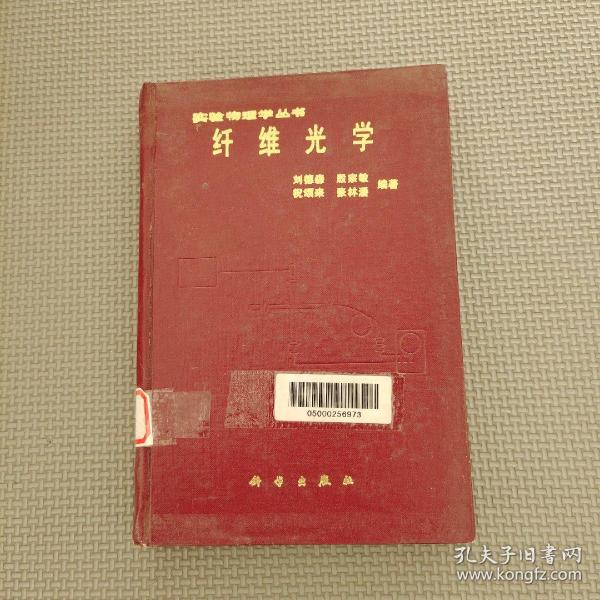 实验物理学丛书
纤维光学
刘德森 殷宗敏
祝颂来 张林潘 编著
05000256973
科学出版社
孔夫子旧書网
www.kongfz.com